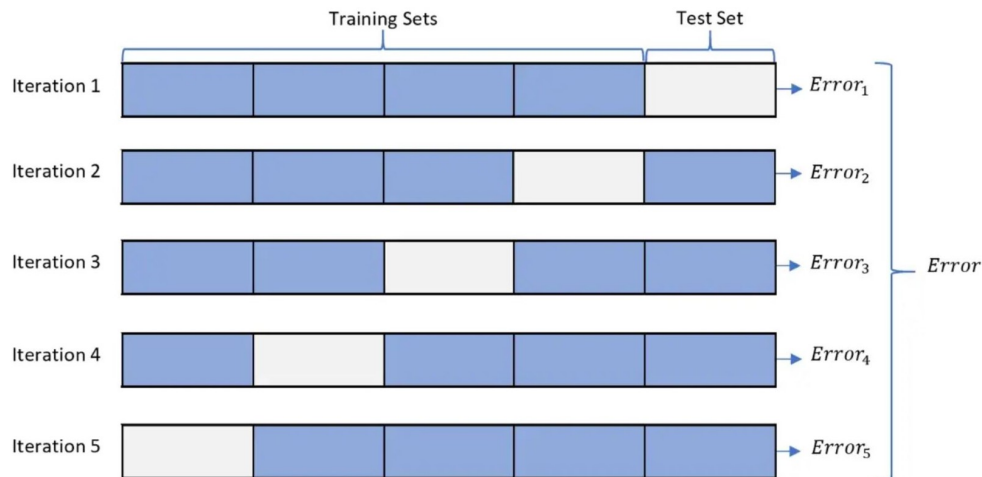 Training Sets
Test Set
Iteration 1
Error₁
Iteration 2
Error₂
Iteration 3
Error₃
Error
Iteration 4
Error₄
Iteration 5
Error₅